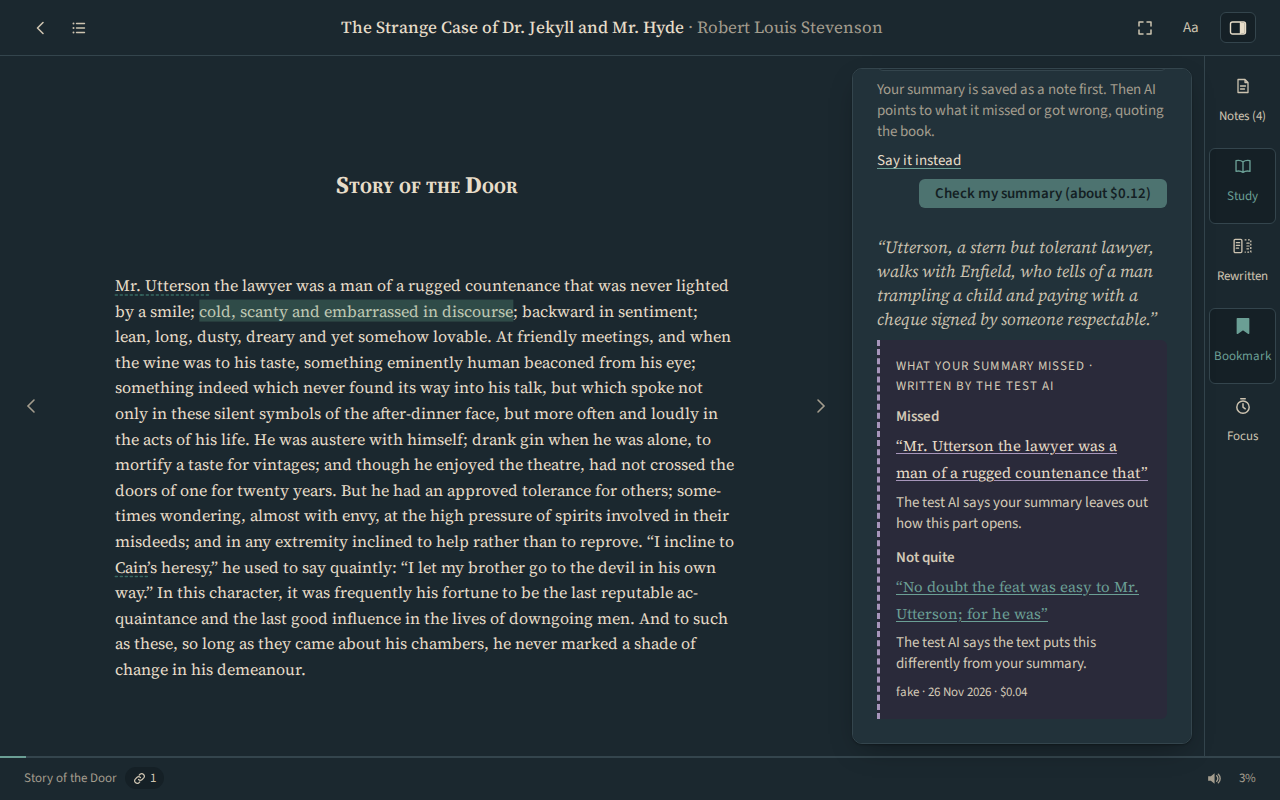 The Strange Case of Dr. Jekyll and Mr. Hyde · Robert Louis Stevenson
Aa
Story of the Door
Mr. Utterson the lawyer was a man of a rugged countenance that was never lighted
by a smile; cold, scanty and embarrassed in discourse; backward in sentiment;
lean, long, dusty, dreary and yet somehow lovable. At friendly meetings, and when
the wine was to his taste, something eminently human beaconed from his eye;
something indeed which never found its way into his talk, but which spoke not
only in these silent symbols of the after-dinner face, but more often and loudly in
the acts of his life. He was austere with himself; drank gin when he was alone, to
mortify a taste for vintages; and though he enjoyed the theatre, had not crossed the
doors of one for twenty years. But he had an approved tolerance for others; some-
times wondering, almost with envy, at the high pressure of spirits involved in their
misdeeds; and in any extremity inclined to help rather than to reprove. “I incline to
Cain’s heresy,” he used to say quaintly: “I let my brother go to the devil in his own
way.” In this character, it was frequently his fortune to be the last reputable ac-
quaintance and the last good influence in the lives of downgoing men. And to such
as these, so long as they came about his chambers, he never marked a shade of
change in his demeanour.
Your summary is saved as a note first. Then AI
points to what it missed or got wrong, quoting
the book.
Say it instead
Check my summary (about $0.12)
“Utterson, a stern but tolerant lawyer,
walks with Enfield, who tells of a man
trampling a child and paying with a
cheque signed by someone respectable.”
WHAT YOUR SUMMARY MISSED ·
WRITTEN BY THE TEST AI
Missed
“Mr. Utterson the lawyer was a
man of a rugged countenance that”
The test AI says your summary leaves out
how this part opens.
Not quite
“No doubt the feat was easy to Mr.
Utterson; for he was”
The test AI says the text puts this
differently from your summary.
fake · 26 Nov 2026 · $0.04
Notes (4)
Study
Rewritten
Bookmark
Focus
Story of the Door
1
3%